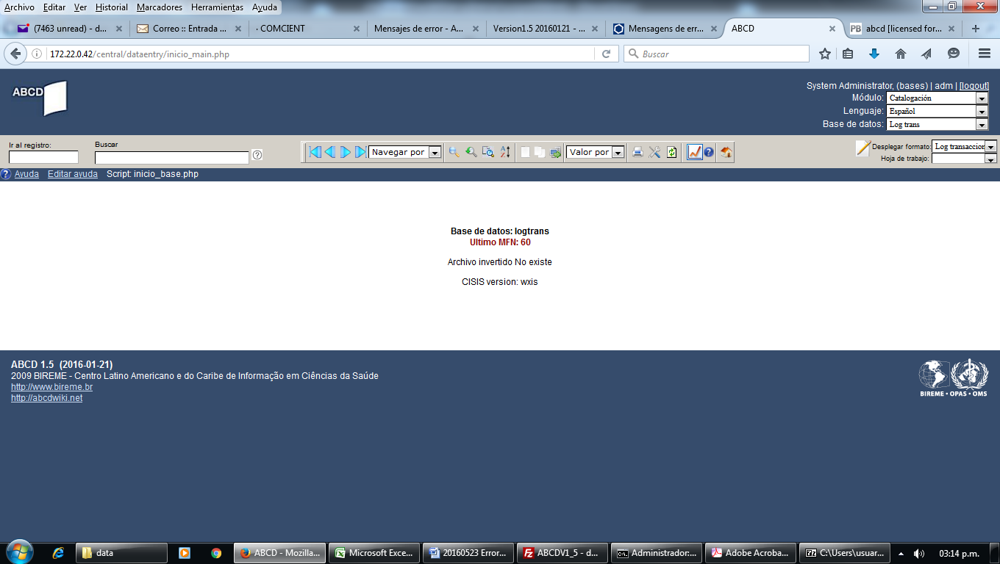 Archivo Editar Ver Historial Marcadores Herramientas Ayuda
(7463 unread) - d...
Correo :: Entrada
· COMCIENT
Mensajes de error - A...
Version1.5 20160121 - ...
Mensagens de err...
ABCD
PB abcd [licensed for...
172.22.0.42/central/dataentry/inicio_main.php
Buscar
ABCD
System Administrator, (bases) | adm | [logout]
Módulo: Catalogación
Lenguaje: Español
Base de datos: Log trans
Ir al registro:
Buscar
Navegar por
Valor por
Desplegar formato: Log transaccion
Hoja de trabajo:
Ayuda Editar ayuda Script: inicio_base.php
Base de datos: logtrans
Ultimo MFN: 60
Archivo invertido No existe
CISIS version: wxis
ABCD 1.5 (2016-01-21)
2009 BIREME - Centro Latino Americano e do Caribe de Informação em Ciências da Saúde
http://www.bireme.br
http://abcdwiki.net
BIREME • OPAS • OMS
data
ABCD - Mozilla...
Microsoft Exce...
20160523 Error...
ABCDV1_5 - d...
Administrador:...
Adobe Acroba...
C:\Users\usuar...
03:14 p.m.